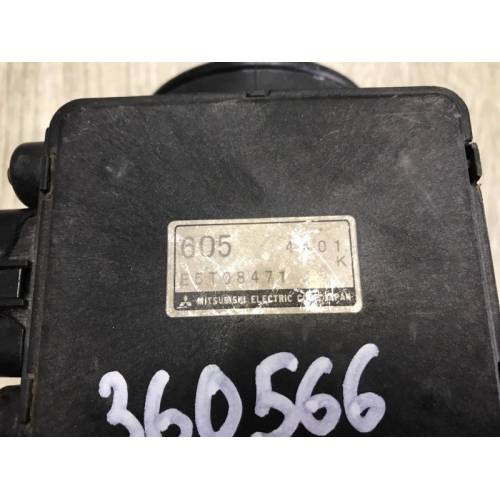 605 4A01
K
E5T08471
MITSUBISHI ELECTRIC CORP. JAPAN
360566